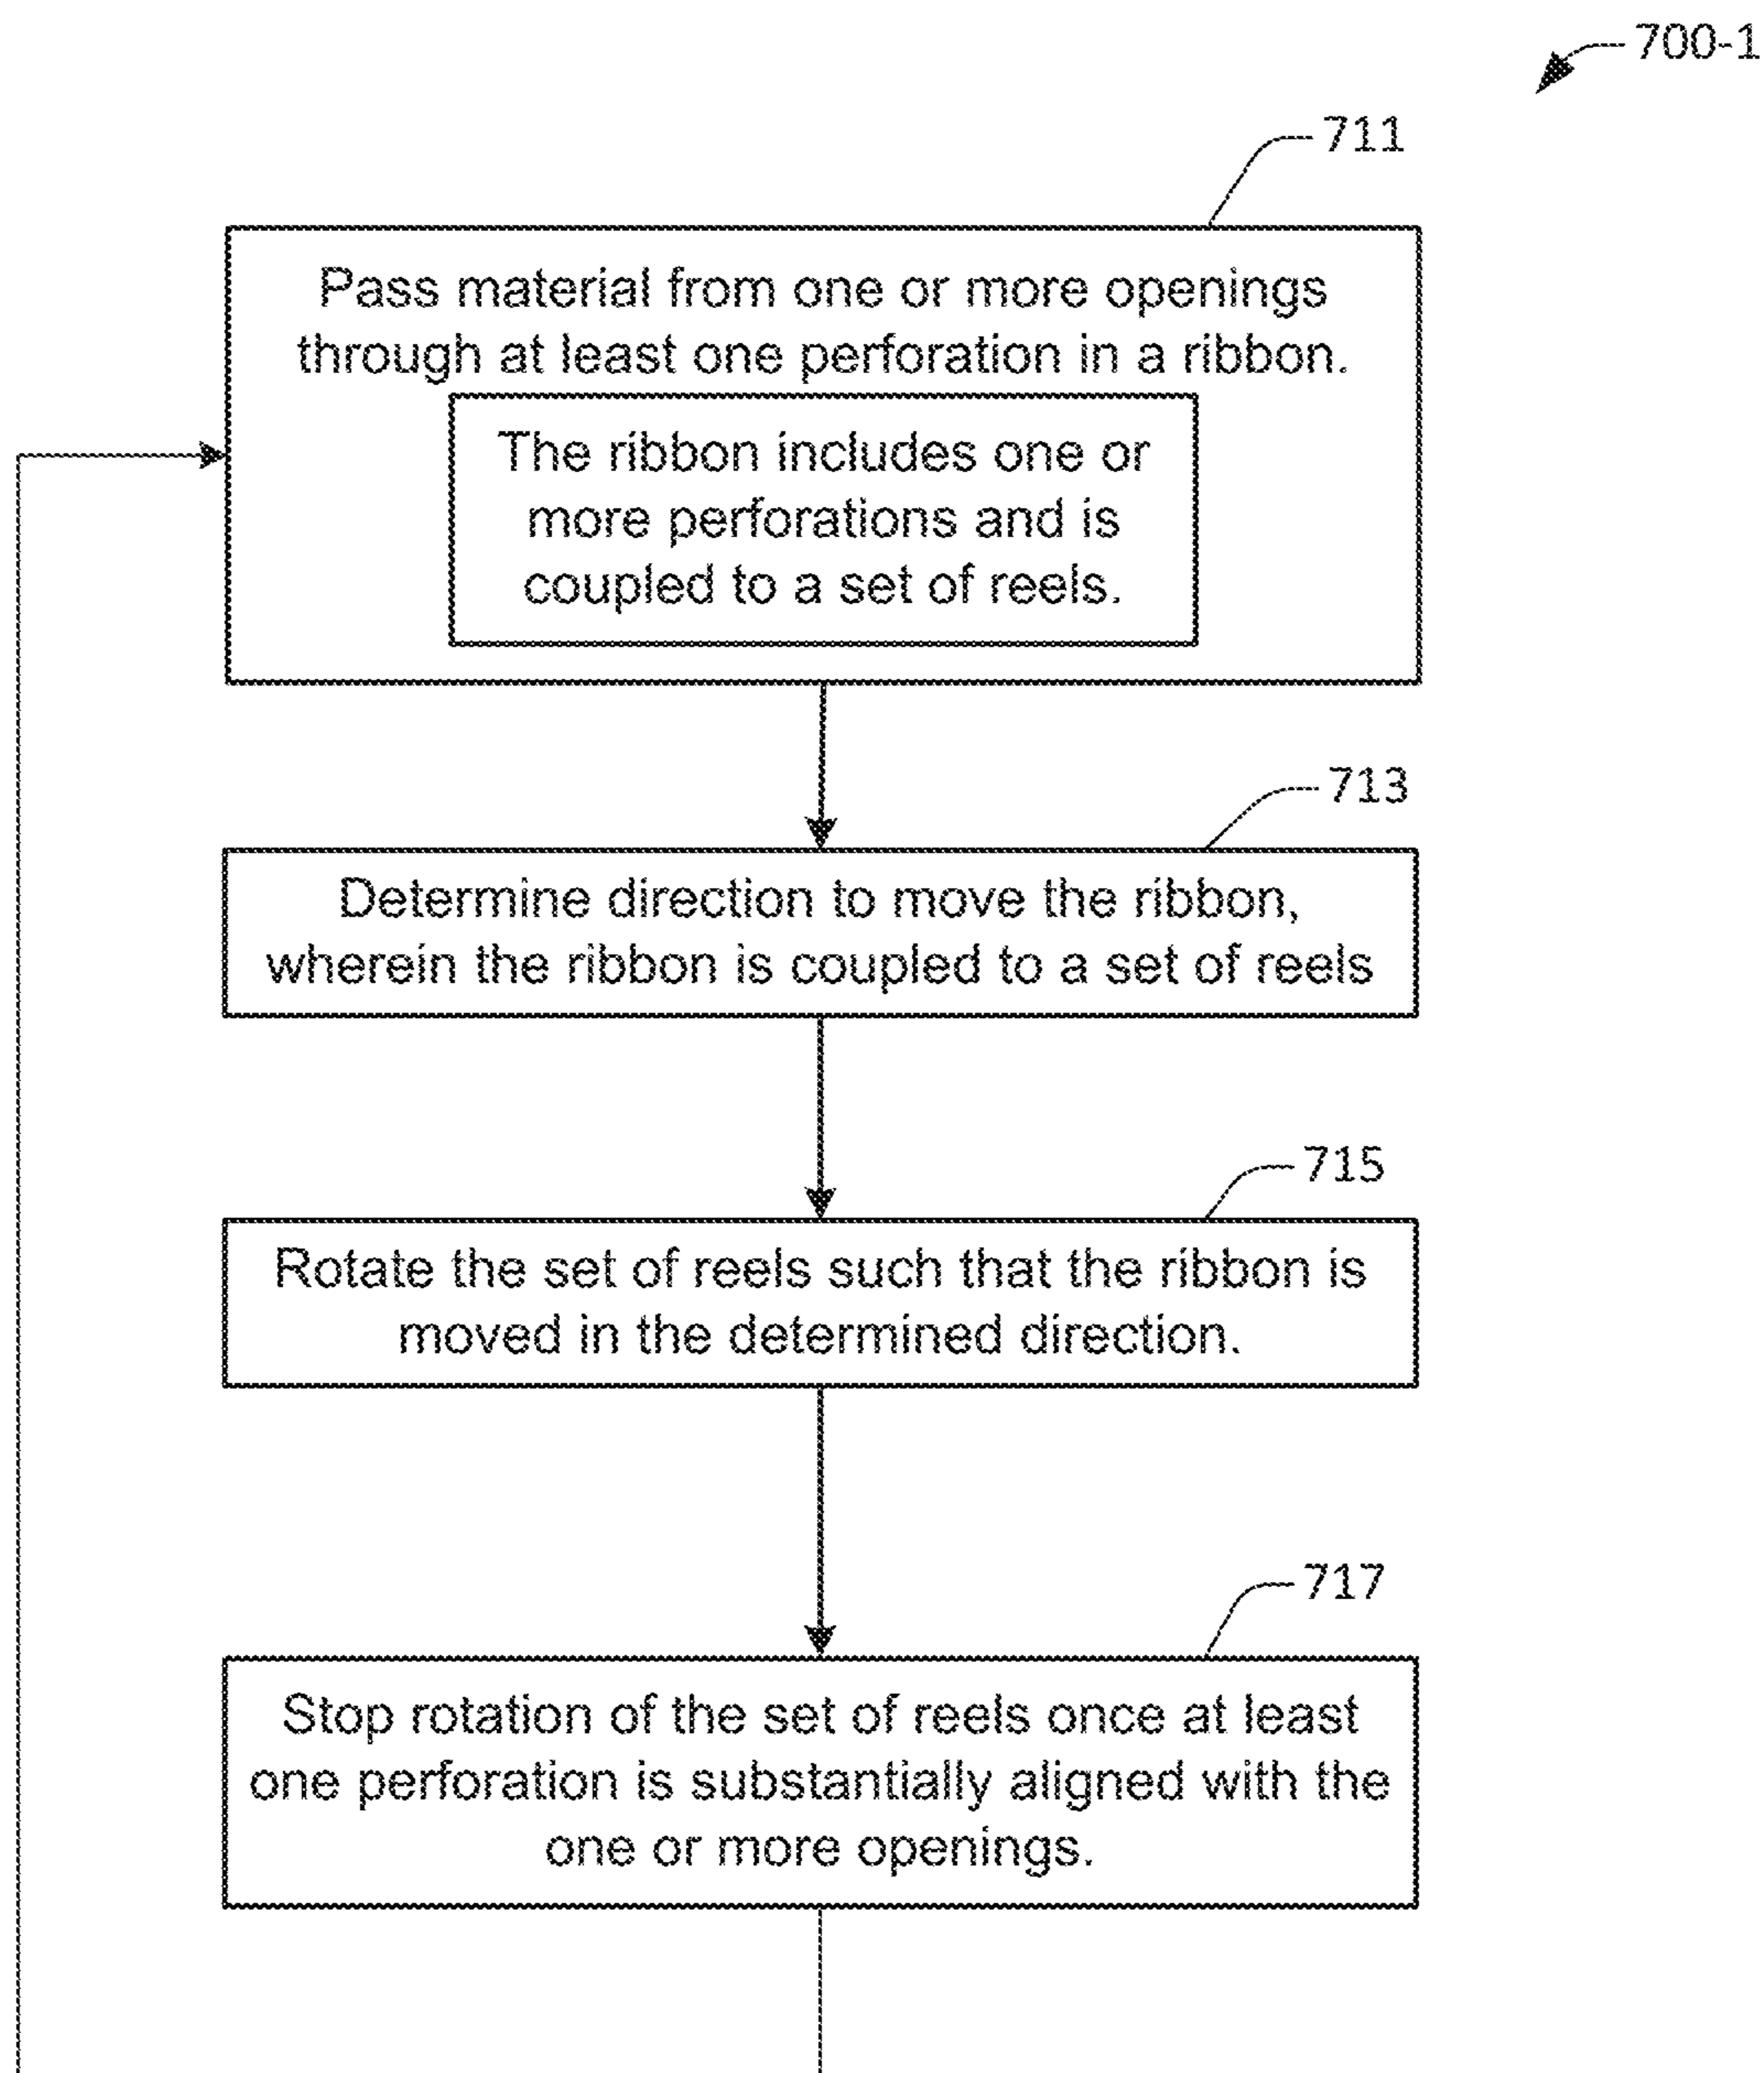 700-1
711
Pass material from one or more openings
through at least one perforation in a ribbon.
The ribbon includes one or
more perforations and is
coupled to a set of reels.
713
Determine direction to move the ribbon,
wherein the ribbon is coupled to a set of reels
715
Rotate the set of reels such that the ribbon is
moved in the determined direction.
717
Stop rotation of the set of reels once at least
one perforation is substantially aligned with the
one or more openings.